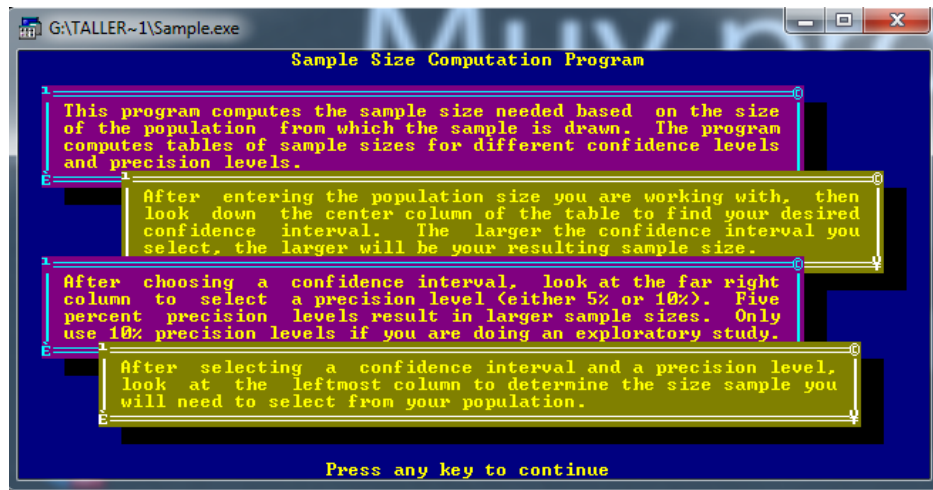 G:\TALLER~1\Sample.exe
Sample Size Computation Program
This program computes the sample size needed based on the size
of the population from which the sample is drawn. The program
computes tables of sample sizes for different confidence levels
and precision levels.
After entering the population size you are working with, then
look down the center column of the table to find your desired
confidence interval. The larger the confidence interval you
select, the larger will be your resulting sample size.
After choosing a confidence interval, look at the far right
column to select a precision level (either 5% or 10%). Five
percent precision levels result in larger sample sizes. Only
use 10% precision levels if you are doing an exploratory study.
After selecting a confidence interval and a precision level,
look at the leftmost column to determine the size sample you
will need to select from your population.
Press any key to continue